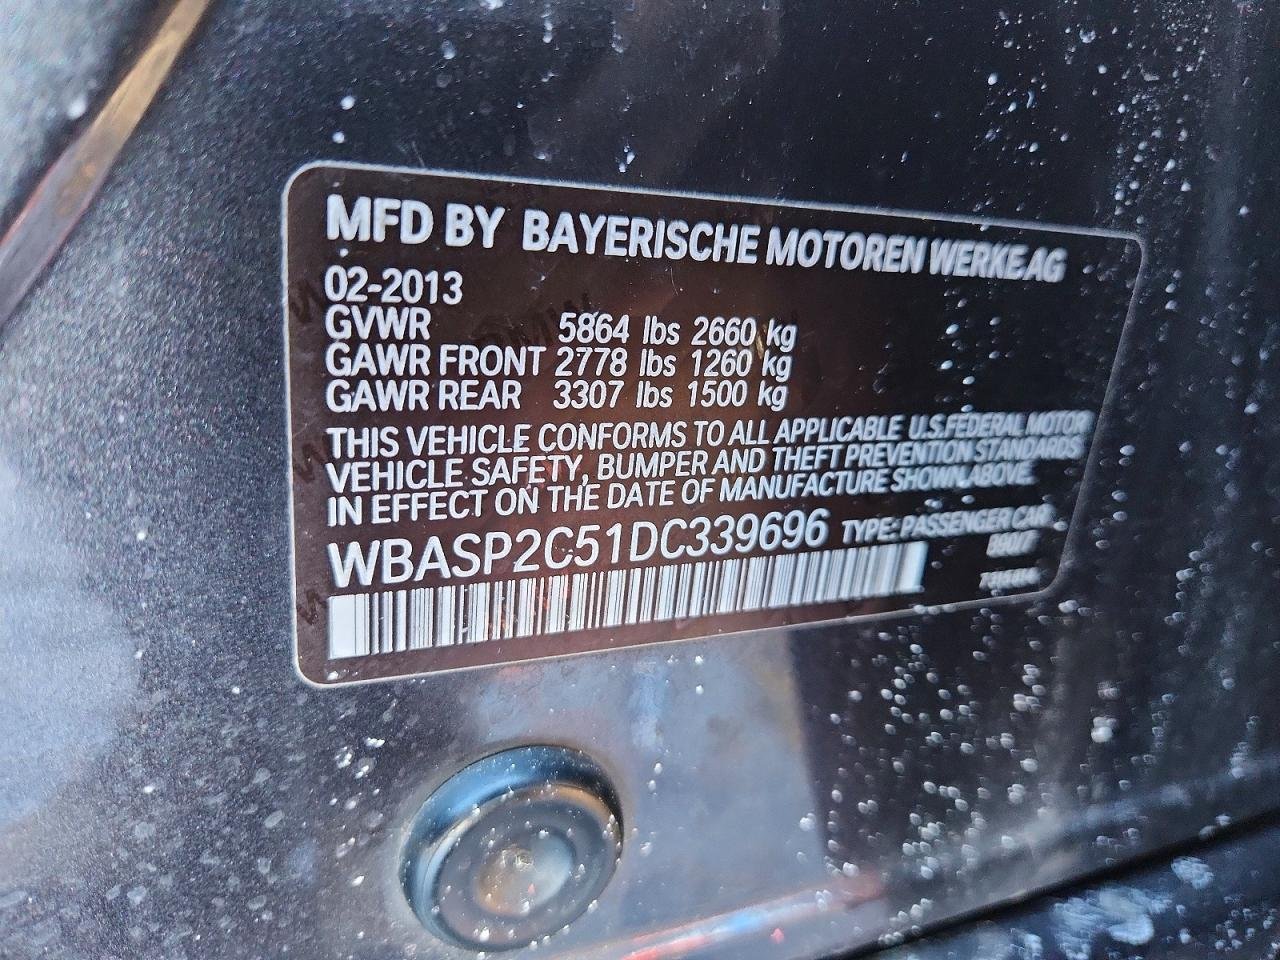 MFD BY BAYERISCHE MOTOREN WERKE AG
02-2013
GVWR 5864 lbs 2660 kg
GAWR FRONT 2778 lbs 1260 kg
GAWR REAR 3307 lbs 1500 kg
THIS VEHICLE CONFORMS TO ALL APPLICABLE U.S. FEDERAL MOTOR
VEHICLE SAFETY, BUMPER AND THEFT PREVENTION STANDARDS
IN EFFECT ON THE DATE OF MANUFACTURE SHOWN ABOVE.
WBASP2C51DC339696 TYPE: PASSENGER CAR